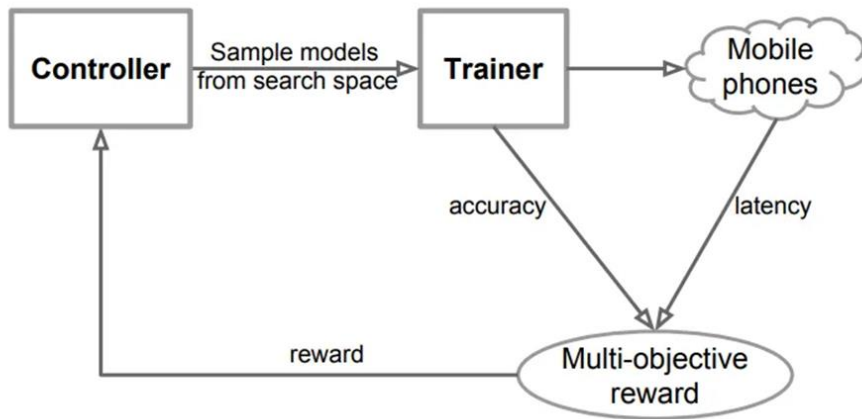 Controller
Sample models
from search space
Trainer
Mobile
phones
accuracy
latency
reward
Multi-objective
reward